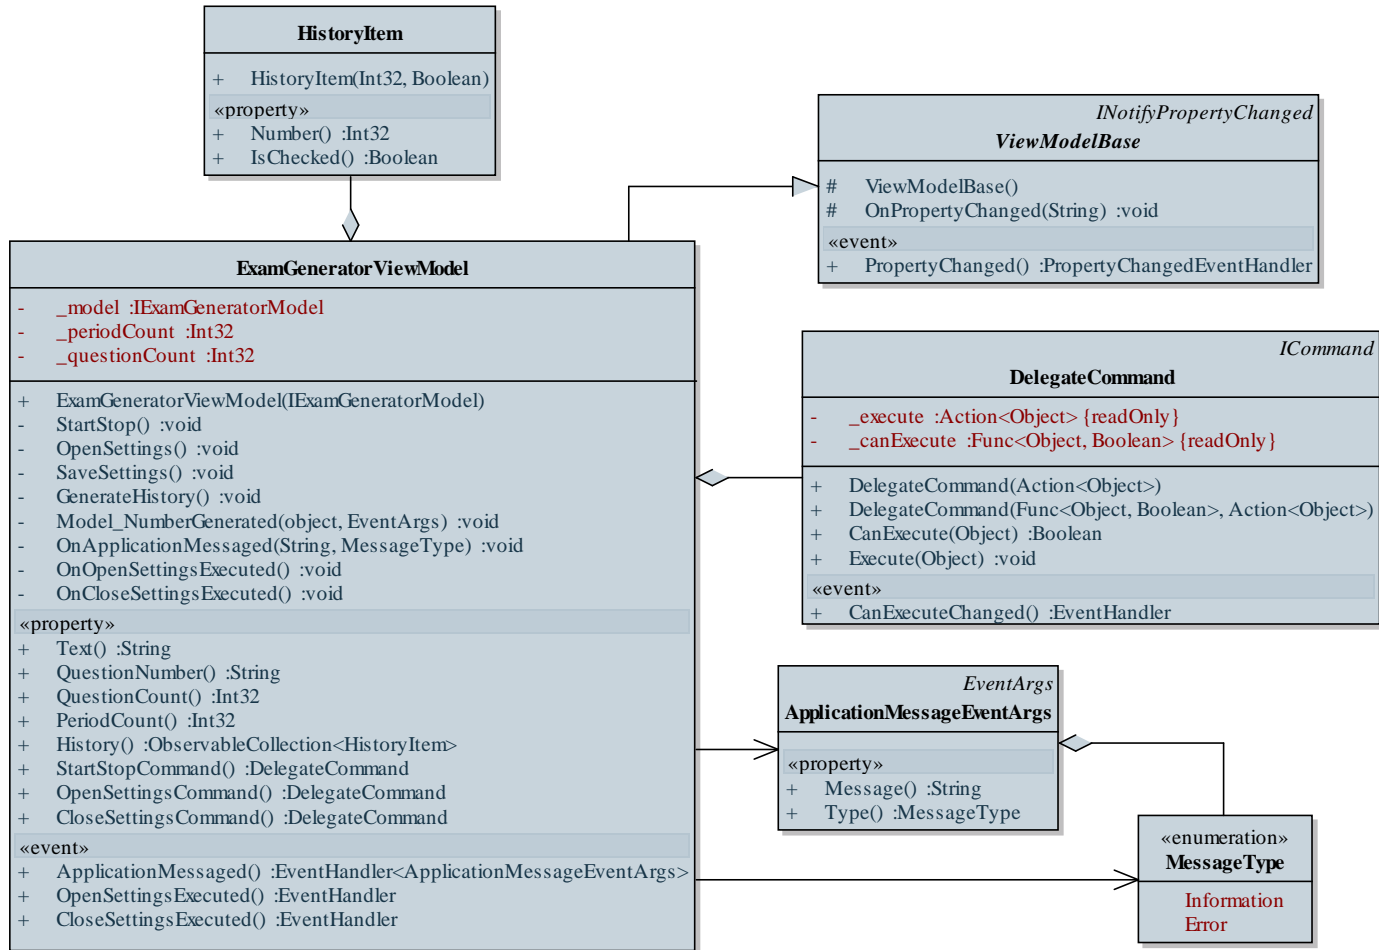 HistoryItem
+ HistoryItem(Int32, Boolean)
«property»
+ Number() :Int32
+ IsChecked() :Boolean
INotifyPropertyChanged
ViewModelBase
# ViewModelBase()
# OnPropertyChanged(String) :void
«event»
+ PropertyChanged() :PropertyChangedEventHandler
ExamGeneratorViewModel
- _model :IExamGeneratorModel
- _periodCount :Int32
- _questionCount :Int32
+ ExamGeneratorViewModel(IExamGeneratorModel)
- StartStop() :void
- OpenSettings() :void
- SaveSettings() :void
- GenerateHistory() :void
- Model_NumberGenerated(object, EventArgs) :void
- OnApplicationMessaged(String, MessageType) :void
- OnOpenSettingsExecuted() :void
- OnCloseSettingsExecuted() :void
«property»
+ Text() :String
+ QuestionNumber() :String
+ QuestionCount() :Int32
+ PeriodCount() :Int32
+ History() :ObservableCollection<HistoryItem>
+ StartStopCommand() :DelegateCommand
+ OpenSettingsCommand() :DelegateCommand
+ CloseSettingsCommand() :DelegateCommand
«event»
+ ApplicationMessaged() :EventHandler<ApplicationMessageEventArgs>
+ OpenSettingsExecuted() :EventHandler
+ CloseSettingsExecuted() :EventHandler
ICommand
DelegateCommand
- _execute :Action<Object> {readOnly}
- _canExecute :Func<Object, Boolean> {readOnly}
+ DelegateCommand(Action<Object>)
+ DelegateCommand(Func<Object, Boolean>, Action<Object>)
+ CanExecute(Object) :Boolean
+ Execute(Object) :void
«event»
+ CanExecuteChanged() :EventHandler
EventArgs
ApplicationMessageEventArgs
«property»
+ Message() :String
+ Type() :MessageType
«enumeration»
MessageType
Information
Error